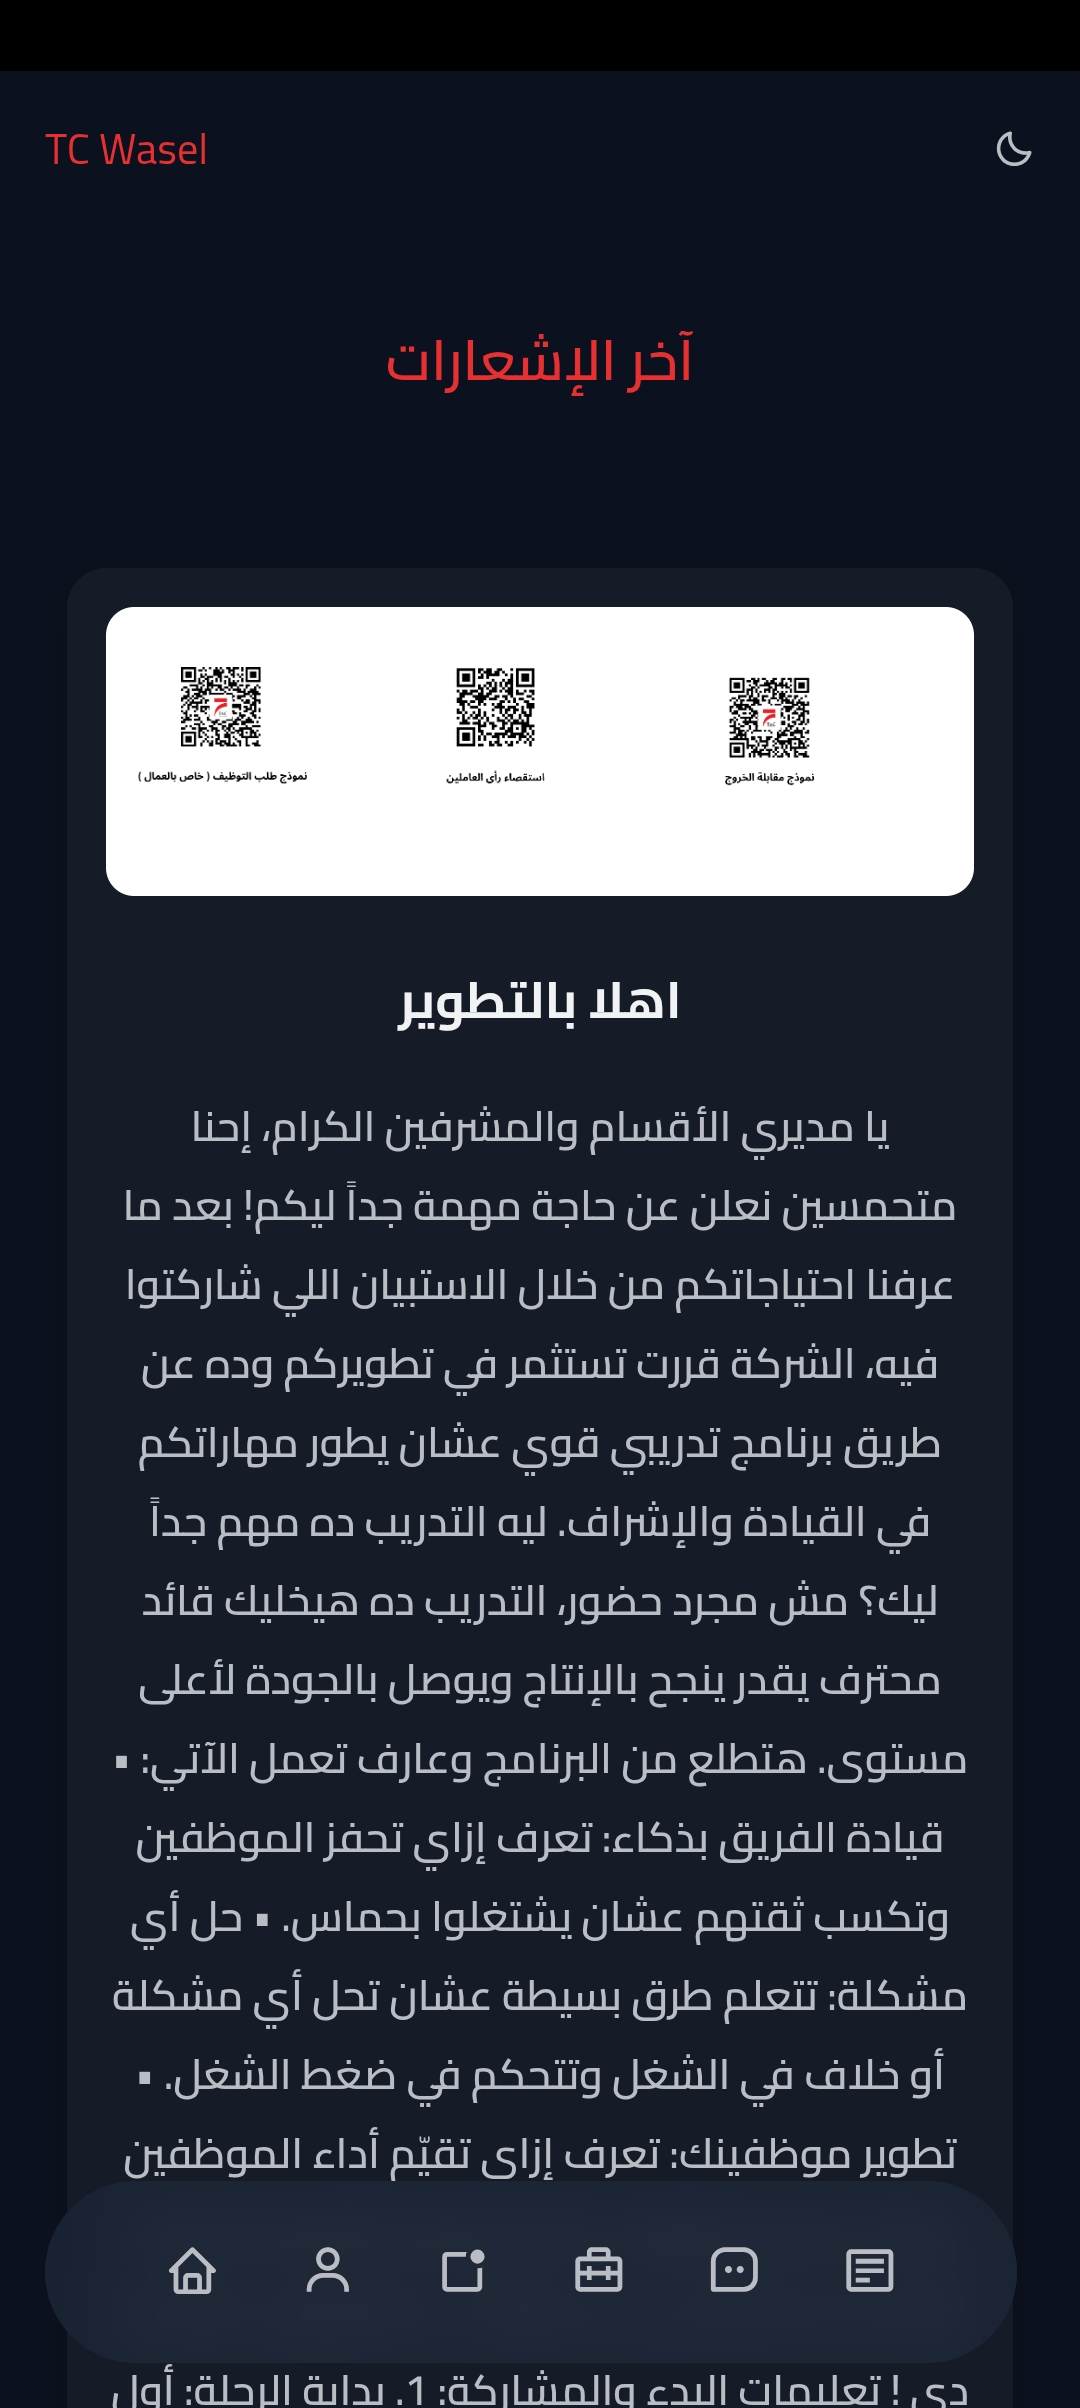 TC Wasel
آخر الإشعارات
نموذج طلب التوظيف ( خاص بالعمال )
استقصاء رأى العاملين
نموذج مقابلة الخروج
اهلا بالتطوير
يا مديري الأقسام والمشرفين الكرام، إحنا
متحمسين نعلن عن حاجة مهمة جداً ليكم! بعد ما
عرفنا احتياجاتكم من خلال الاستبيان اللي شاركتوا
فيه، الشركة قررت تستثمر في تطويركم وده عن
طريق برنامج تدريبي قوي عشان يطور مهاراتكم
في القيادة والإشراف. ليه التدريب ده مهم جداً
ليك؟ مش مجرد حضور، التدريب ده هيخليك قائد
محترف يقدر ينجح بالإنتاج ويوصل بالجودة لأعلى
مستوى. هتطلع من البرنامج وعارف تعمل الآتي: ▪
قيادة الفريق بذكاء: تعرف إزاي تحفز الموظفين
وتكسب ثقتهم عشان يشتغلوا بحماس. ▪ حل أي
مشكلة: تتعلم طرق بسيطة عشان تحل أي مشكلة
أو خلاف في الشغل وتتحكم في ضغط الشغل. ▪
تطوير موظفينك: تعرف إزاى تقيّم أداء الموظفين
دى ! تعليمات البدء والمشاركة: 1. بداية الرحلة: أول